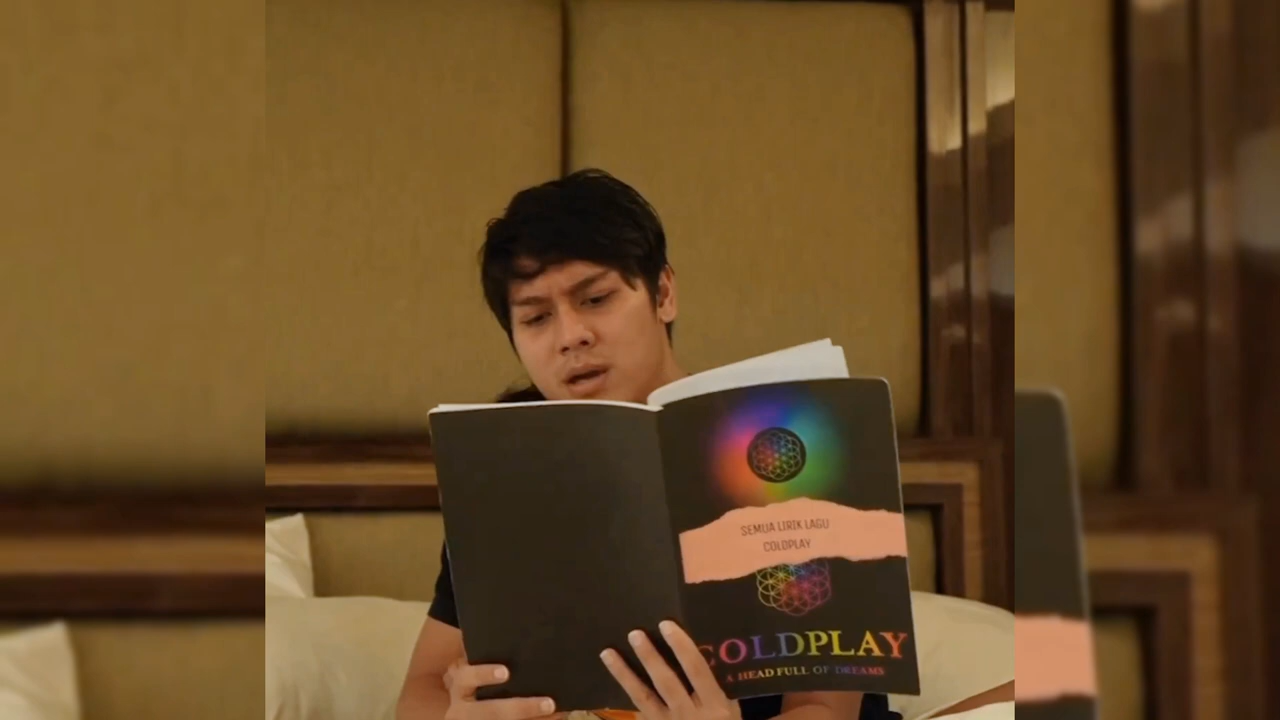 SEMUA LIRIK LAGU
COLDPLAY
COLDPLAY
A HEAD FULL OF DREAMS